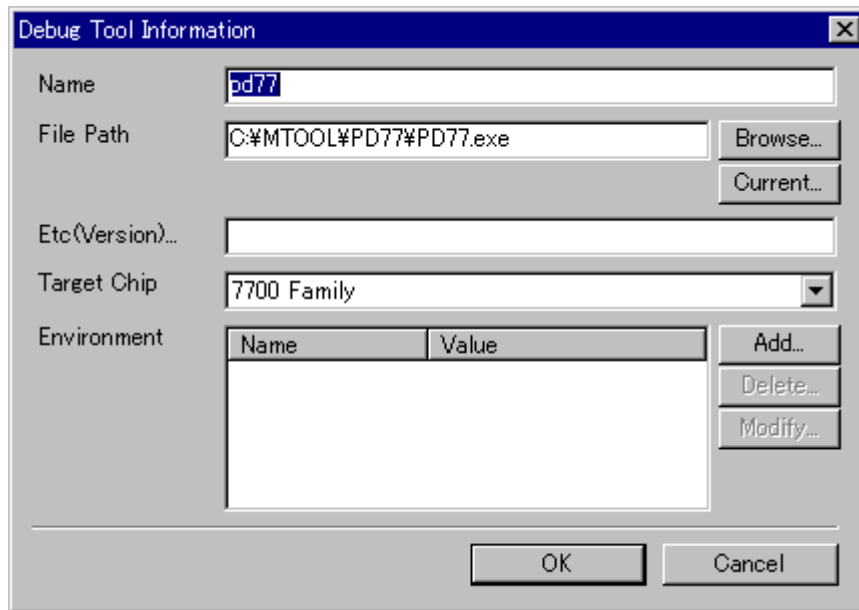 Debug Tool Information
Name
pd77
File Path
C:¥MTOOL¥PD77¥PD77.exe
Browse...
Current...
Etc(Version)...
Target Chip
7700 Family
Environment
Name Value
Add...
Delete...
Modify...
OK Cancel